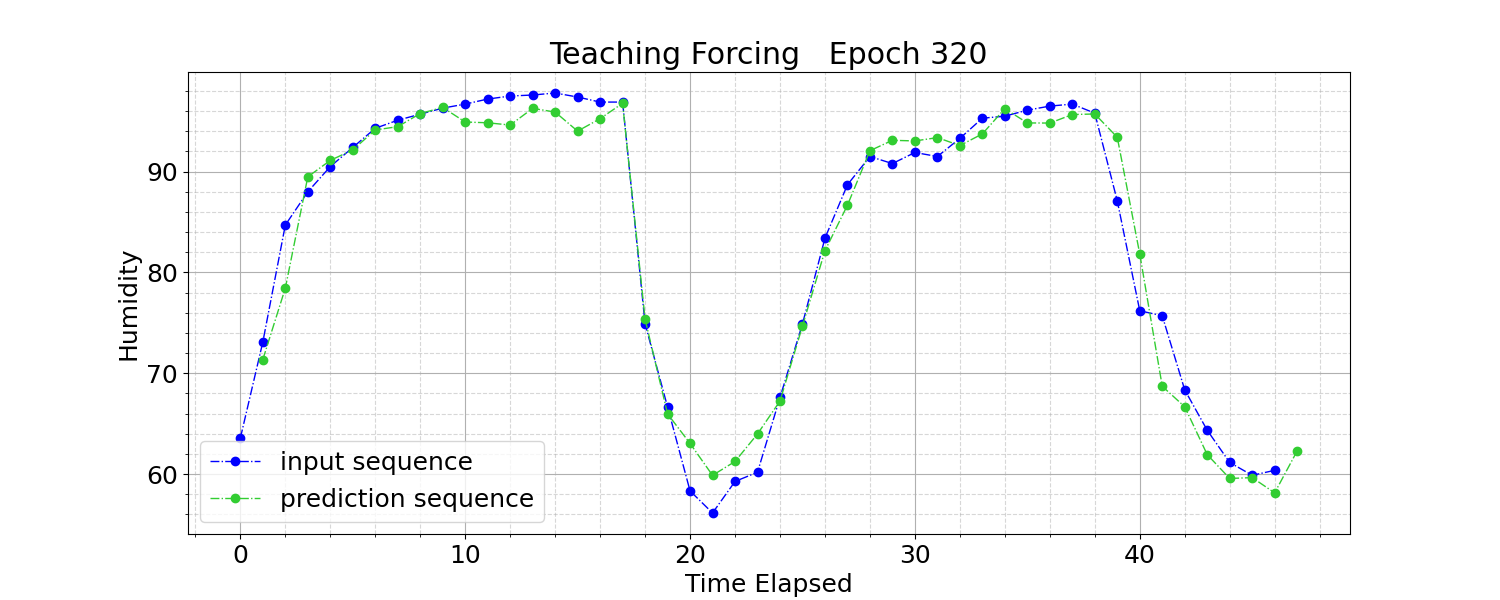 Teaching Forcing   Epoch 320
Humidity
90
80
70
60
input sequence
prediction sequence
0 10 20 30 40
Time Elapsed